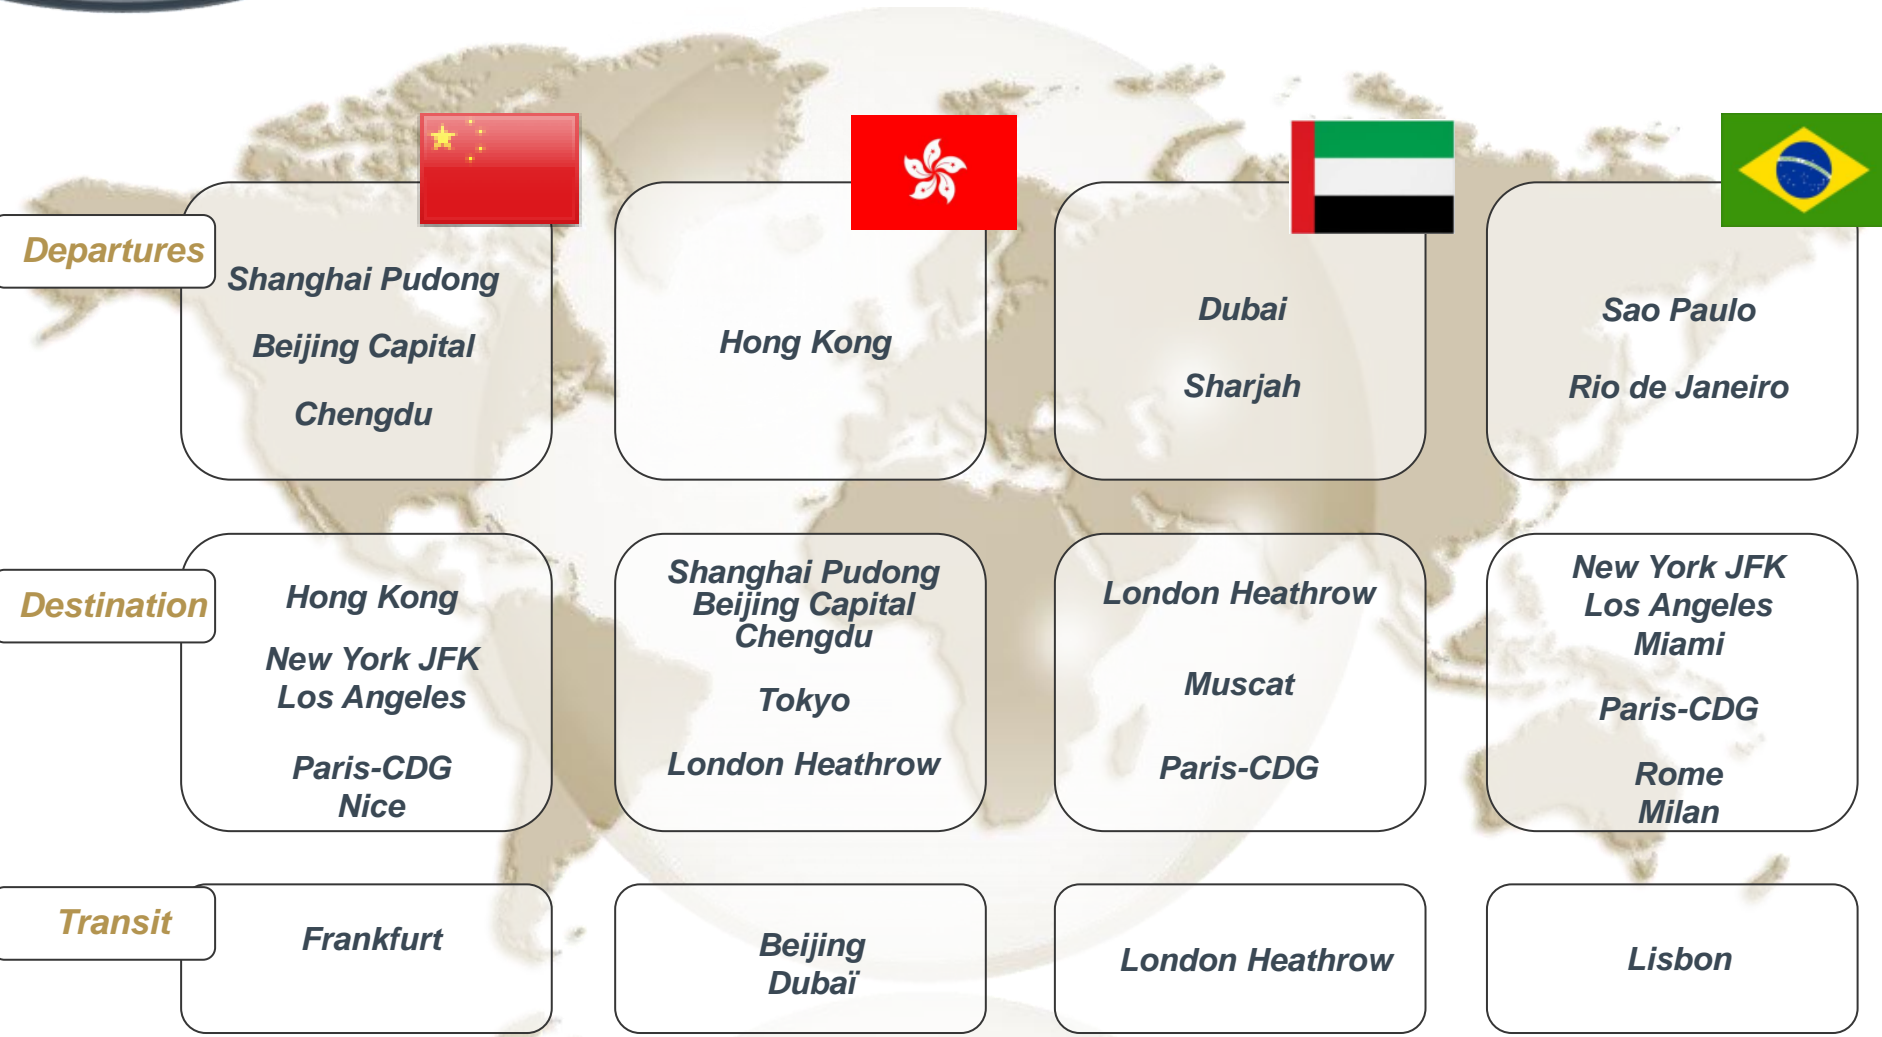 Departures
Shanghai Pudong
Beijing Capital
Chengdu
Hong Kong
Dubai
Sharjah
Sao Paulo
Rio de Janeiro
Destination
Hong Kong
New York JFK
Los Angeles
Paris-CDG
Nice
Shanghai Pudong
Beijing Capital
Chengdu
Tokyo
London Heathrow
London Heathrow
Muscat
Paris-CDG
New York JFK
Los Angeles
Miami
Paris-CDG
Rome
Milan
Transit
Frankfurt
Beijing
Dubaï
London Heathrow
Lisbon